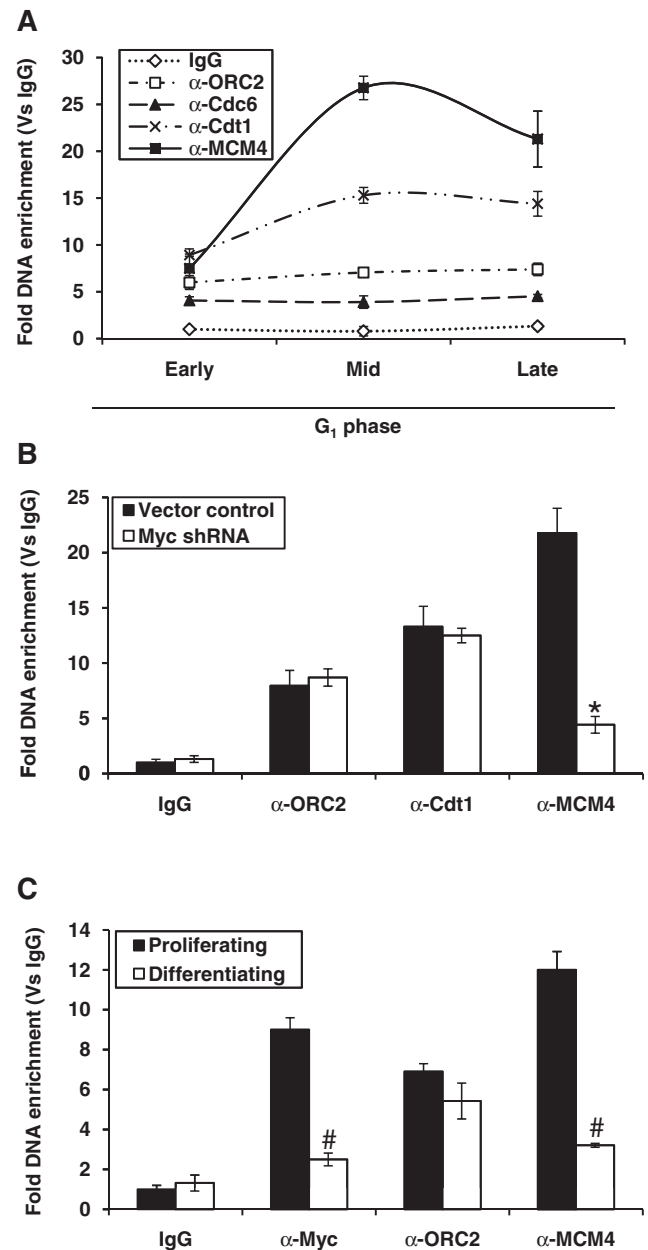 A
Fold DNA enrichment (Vs IgG)
30
25
20
15
10
5
0
IgG
α-ORC2
α-Cdc6
α-Cdt1
α-MCM4
Early Mid Late
G₁ phase
B
Fold DNA enrichment (Vs IgG)
25
20
15
10
5
0
Vector control
Myc shRNA
*
IgG α-ORC2 α-Cdt1 α-MCM4
C
Fold DNA enrichment (Vs IgG)
14
12
10
8
6
4
2
0
Proliferating
Differentiating
# #
IgG α-Myc α-ORC2 α-MCM4